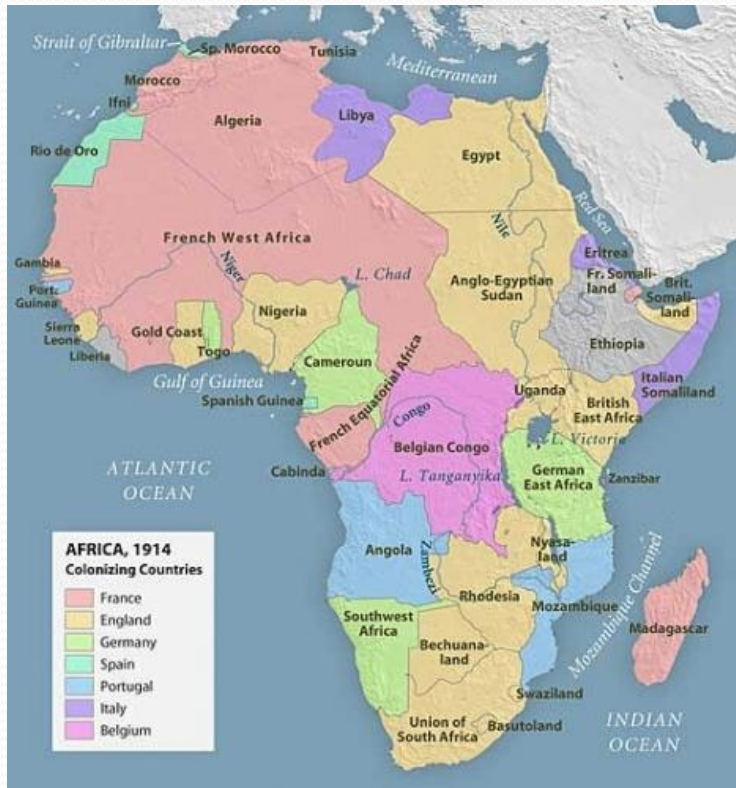 Strait of Gibraltar
Sp. Morocco
Tunisia
Mediterranean
Morocco
Ifni
Algeria
Libya
Rio de Oro
Egypt
Red Sea
French West Africa
Nile
Gambia
Port.
Guinea
Niger
L. Chad
Anglo-Egyptian
Sudan
Eritrea
Fr. Somali-
land
Brit.
Somali-
land
Sierra
Leone
Liberia
Gold Coast
Togo
Nigeria
Cameroun
Ethiopia
Gulf of Guinea
Spanish Guinea
French Equatorial Africa
Uganda
Italian
Somaliland
British
East Africa
Congo
Belgian Congo
L. Victoria
Cabinda
L. Tanganyika
German
East Africa
Zanzibar
ATLANTIC
OCEAN
Angola
Zambezi
Nyasa-
land
Rhodesia
Mozambique
Mozambique Channel
Madagascar
Southwest
Africa
Bechuana-
land
Swaziland
Union of
South Africa
Basutoland
INDIAN
OCEAN
AFRICA, 1914
Colonizing Countries
France
England
Germany
Spain
Portugal
Italy
Belgium